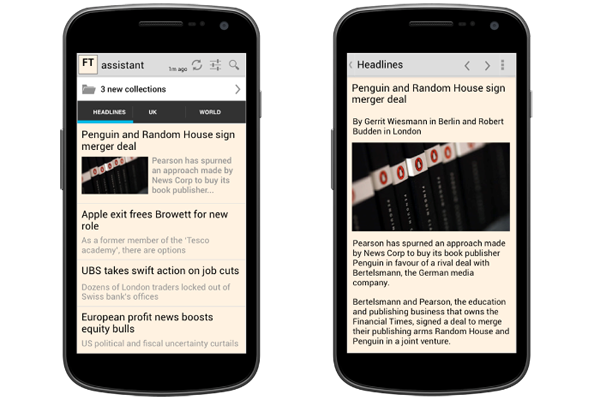 FT assistant 1m ago
3 new collections
HEADLINES UK WORLD
Penguin and Random House sign
merger deal
Pearson has spurned
an approach made by
News Corp to buy its
book publisher...
Apple exit frees Browett for new
role
As a former member of the 'Tesco
academy', there are options
UBS takes swift action on job cuts
Dozens of London traders locked out of
Swiss bank's offices
European profit news boosts
equity bulls
US political and fiscal uncertainty curtails
Headlines
Penguin and Random House sign
merger deal
By Gerrit Wiesmann in Berlin and Robert
Budden in London
PENGUIN
Pearson has spurned an approach made
by News Corp to buy its book publisher
Penguin in favour of a rival deal with
Bertelsmann, the German media
company.
Bertelsmann and Pearson, the education
and publishing business that owns the
Financial Times, signed a deal to merge
their publishing arms Random House and
Penguin in a joint venture.